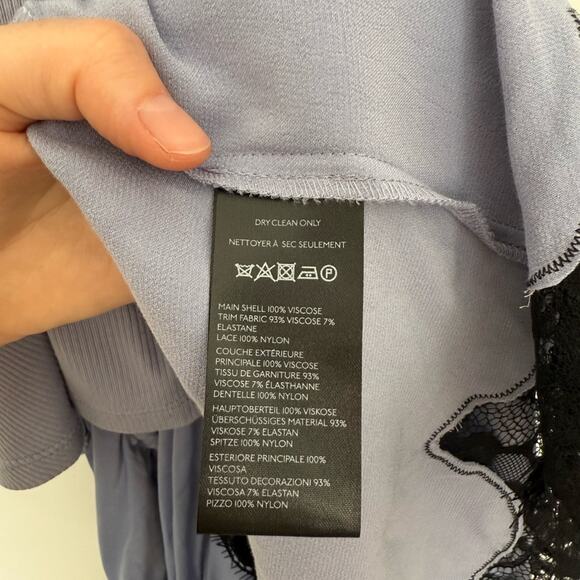 DRY CLEAN ONLY
NETTOYER À SEC SEULEMENT
P
MAIN SHELL 100% VISCOSE
TRIM FABRIC 93% VISCOSE 7%
ELASTANE
LACE 100% NYLON
COUCHE EXTÉRIEURE
PRINCIPALE 100% VISCOSE
TISSU DE GARNITURE 93%
VISCOSE 7% ÉLASTHANNE
DENTELLE 100% NYLON
HAUPTOBERTEIL 100% VISKOSE
ÜBERSCHÜSSIGES MATERIAL 93%
VISKOSE 7% ELASTAN
SPITZE 100% NYLON
ESTERIORE PRINCIPALE 100%
VISCOSA
TESSUTO DECORAZIONI 93%
VISCOSA 7% ELASTAN
PIZZO 100% NYLON